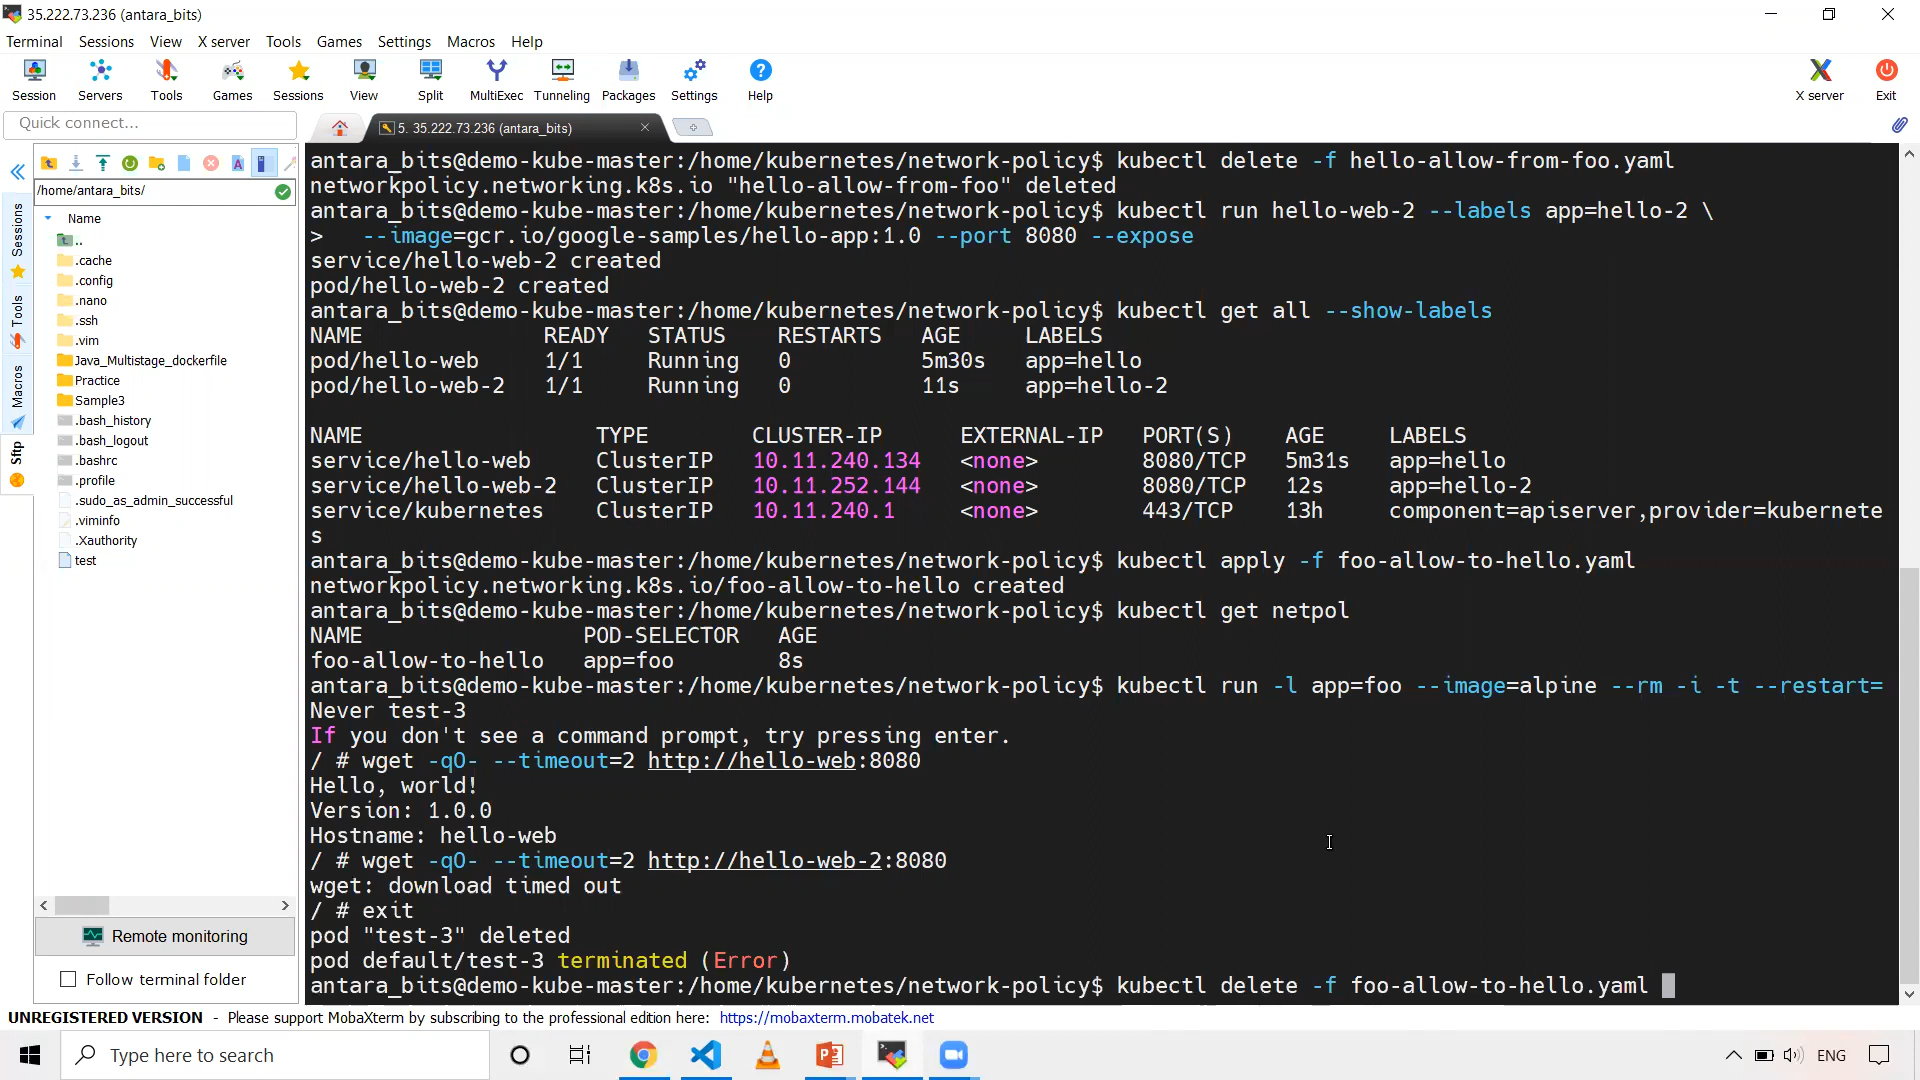 35.222.73.236 (antara_bits)
Terminal Sessions View X server Tools Games Settings Macros Help
Session Servers Tools Games Sessions View Split MultiExec Tunneling Packages Settings Help X server Exit
Quick connect...
5. 35.222.73.236 (antara_bits)
/home/antara_bits/
Name
..
.cache
.config
.nano
.ssh
.vim
Java_Multistage_dockerfile
Practice
Sample3
.bash_history
.bash_logout
.bashrc
.profile
.sudo_as_admin_successful
.viminfo
.Xauthority
test
Sessions
Tools
Macros
Sftp
Remote monitoring
Follow terminal folder
antara_bits@demo-kube-master:/home/kubernetes/network-policy$ kubectl delete -f hello-allow-from-foo.yaml
networkpolicy.networking.k8s.io "hello-allow-from-foo" deleted
antara_bits@demo-kube-master:/home/kubernetes/network-policy$ kubectl run hello-web-2 --labels app=hello-2 \
>   --image=gcr.io/google-samples/hello-app:1.0 --port 8080 --expose
service/hello-web-2 created
pod/hello-web-2 created
antara_bits@demo-kube-master:/home/kubernetes/network-policy$ kubectl get all --show-labels
NAME              READY   STATUS    RESTARTS   AGE     LABELS
pod/hello-web     1/1     Running   0          5m30s   app=hello
pod/hello-web-2   1/1     Running   0          11s     app=hello-2
NAME                  TYPE        CLUSTER-IP      EXTERNAL-IP   PORT(S)    AGE     LABELS
service/hello-web     ClusterIP   10.11.240.134   <none>        8080/TCP   5m31s   app=hello
service/hello-web-2   ClusterIP   10.11.252.144   <none>        8080/TCP   12s     app=hello-2
service/kubernetes    ClusterIP   10.11.240.1     <none>        443/TCP    13h     component=apiserver,provider=kubernete
s
antara_bits@demo-kube-master:/home/kubernetes/network-policy$ kubectl apply -f foo-allow-to-hello.yaml
networkpolicy.networking.k8s.io/foo-allow-to-hello created
antara_bits@demo-kube-master:/home/kubernetes/network-policy$ kubectl get netpol
NAME                 POD-SELECTOR   AGE
foo-allow-to-hello   app=foo        8s
antara_bits@demo-kube-master:/home/kubernetes/network-policy$ kubectl run -l app=foo --image=alpine --rm -i -t --restart=
Never test-3
If you don't see a command prompt, try pressing enter.
/ # wget -qO- --timeout=2 http://hello-web:8080
Hello, world!
Version: 1.0.0
Hostname: hello-web
/ # wget -qO- --timeout=2 http://hello-web-2:8080
wget: download timed out
/ # exit
pod "test-3" deleted
pod default/test-3 terminated (Error)
antara_bits@demo-kube-master:/home/kubernetes/network-policy$ kubectl delete -f foo-allow-to-hello.yaml
UNREGISTERED VERSION - Please support MobaXterm by subscribing to the professional edition here: https://mobaxterm.mobatek.net
Type here to search
ENG